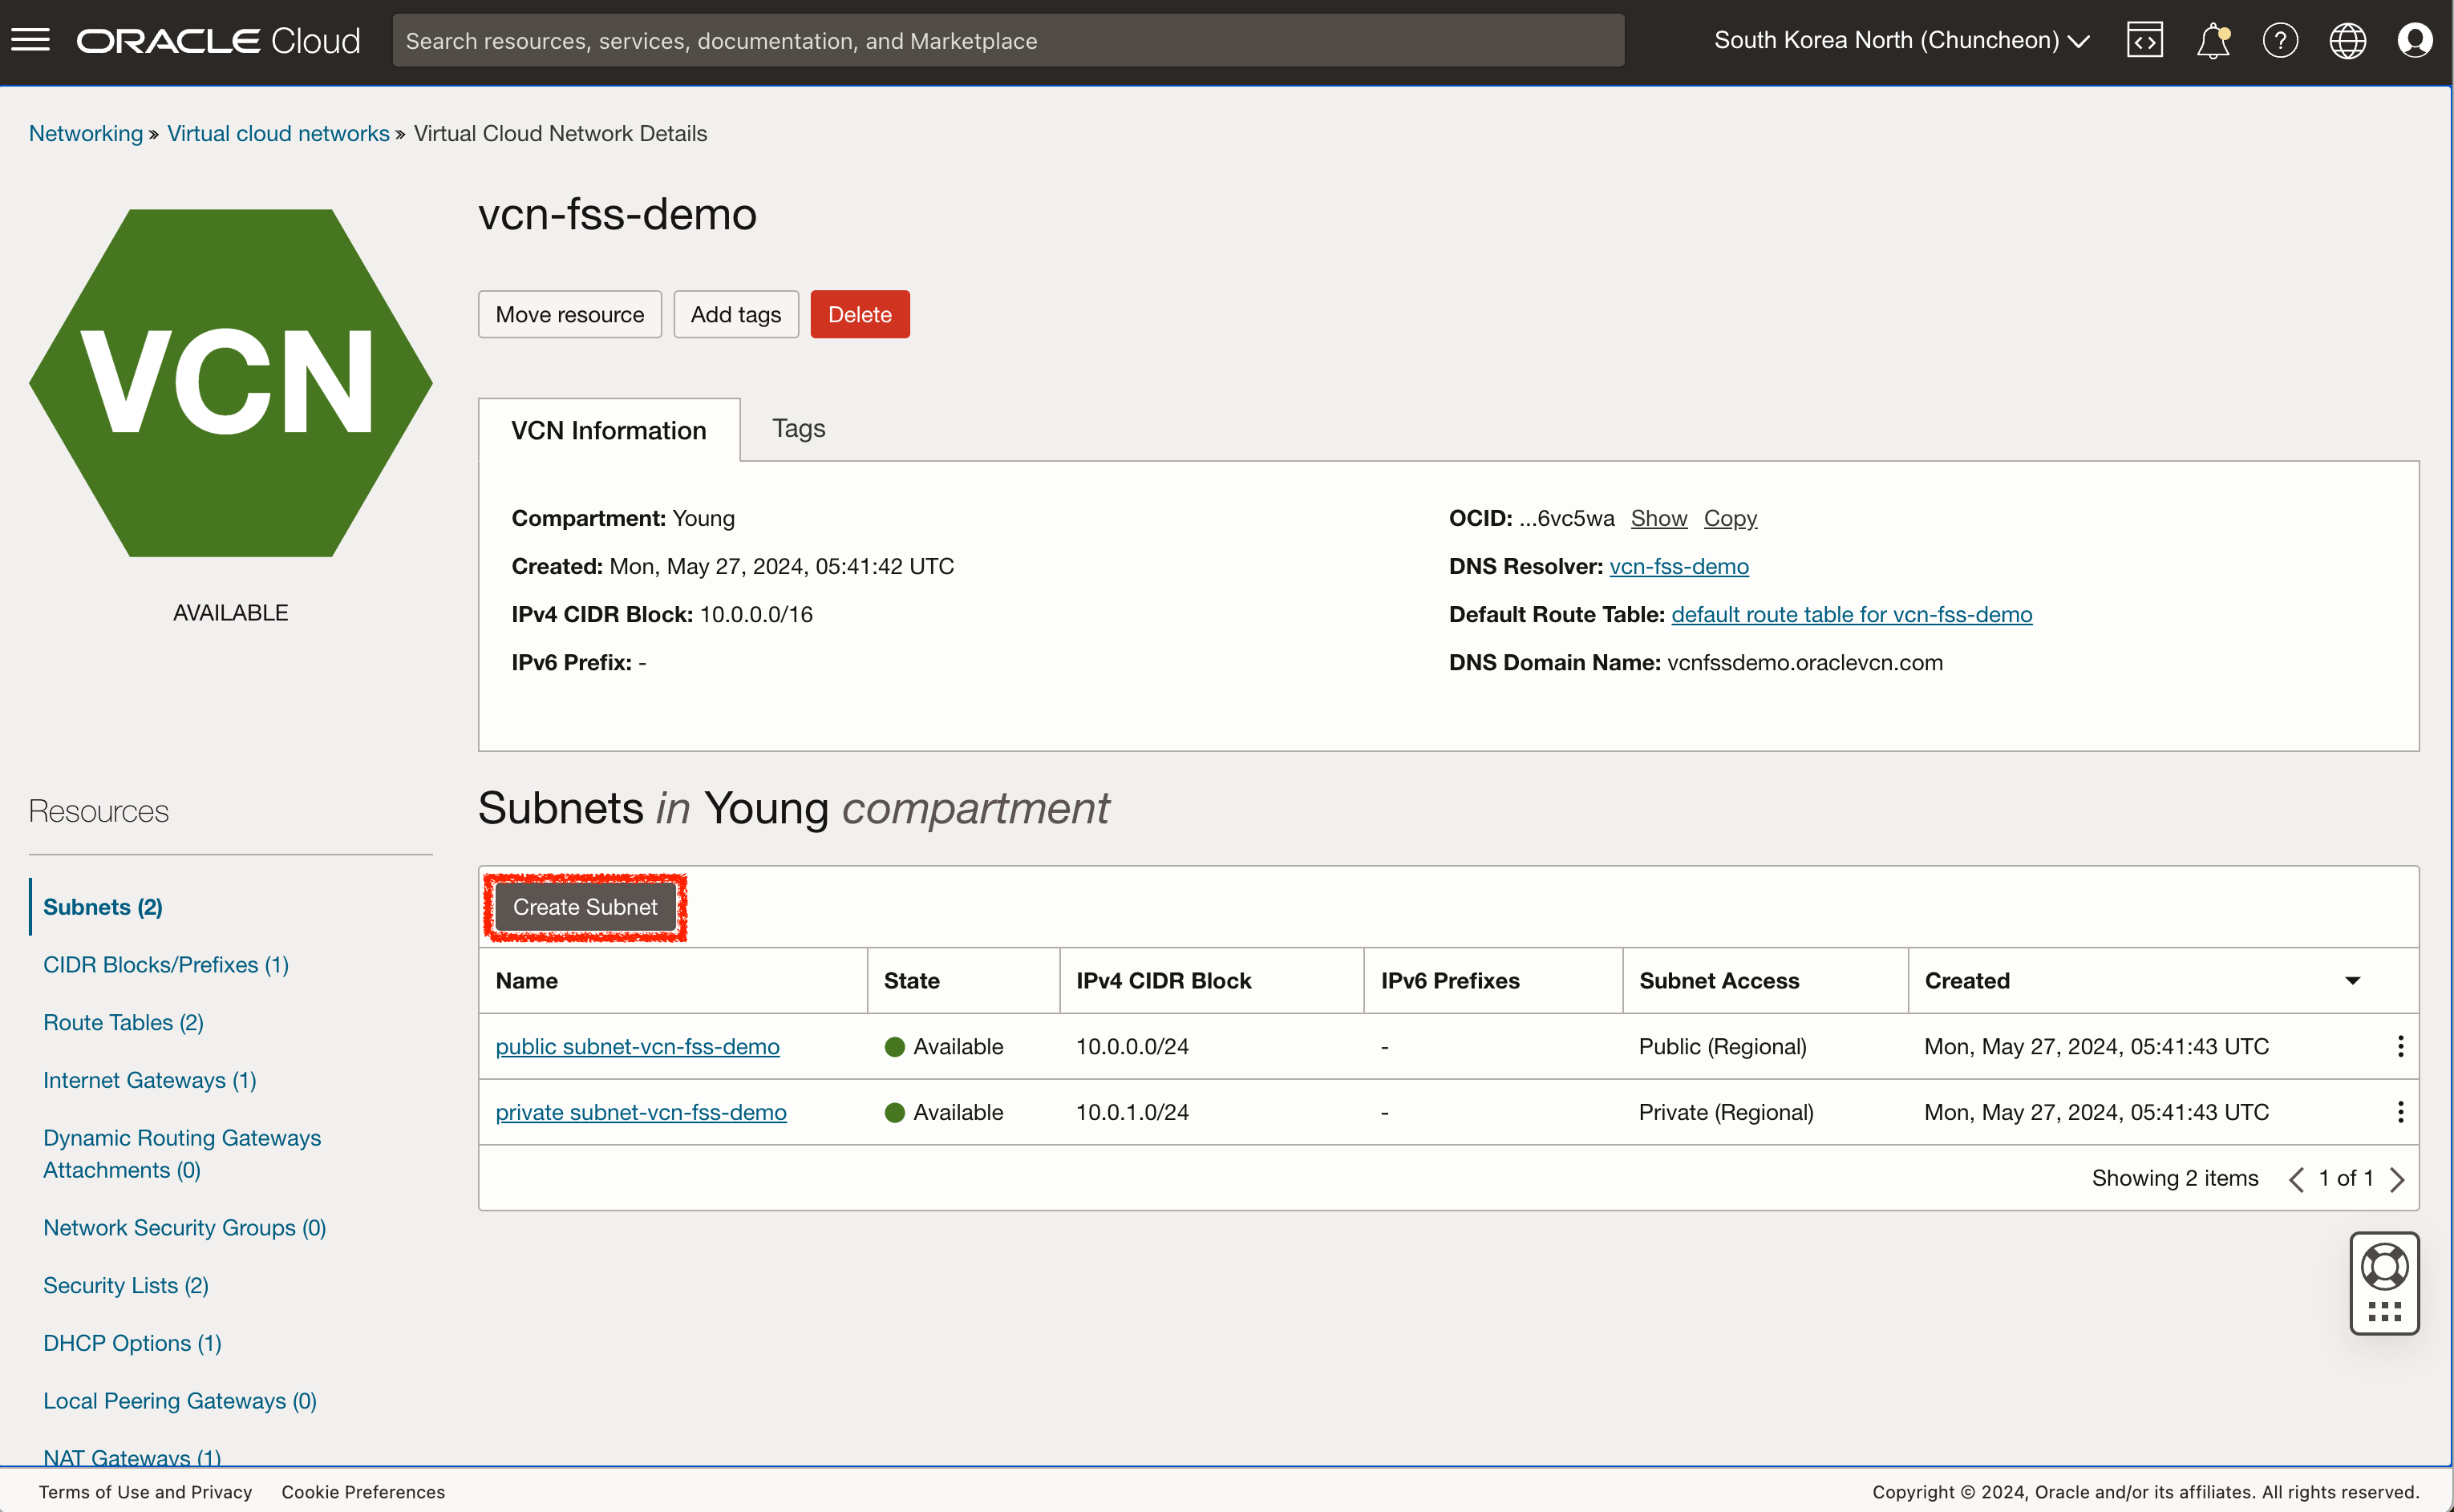 ORACLE Cloud
Search resources, services, documentation, and Marketplace
South Korea North (Chuncheon)
Networking » Virtual cloud networks » Virtual Cloud Network Details
VCN
AVAILABLE
vcn-fss-demo
Move resource
Add tags
Delete
VCN Information
Tags
Compartment: Young
Created: Mon, May 27, 2024, 05:41:42 UTC
IPv4 CIDR Block: 10.0.0.0/16
IPv6 Prefix: -
OCID: ...6vc5wa Show Copy
DNS Resolver: vcn-fss-demo
Default Route Table: default route table for vcn-fss-demo
DNS Domain Name: vcnfssdemo.oraclevcn.com
Resources
Subnets (2)
CIDR Blocks/Prefixes (1)
Route Tables (2)
Internet Gateways (1)
Dynamic Routing Gateways
Attachments (0)
Network Security Groups (0)
Security Lists (2)
DHCP Options (1)
Local Peering Gateways (0)
NAT Gateways (1)
Subnets in Young compartment
Create Subnet
Name State IPv4 CIDR Block IPv6 Prefixes Subnet Access Created
public subnet-vcn-fss-demo Available 10.0.0.0/24 - Public (Regional) Mon, May 27, 2024, 05:41:43 UTC
private subnet-vcn-fss-demo Available 10.0.1.0/24 - Private (Regional) Mon, May 27, 2024, 05:41:43 UTC
Showing 2 items 1 of 1
Terms of Use and Privacy Cookie Preferences
Copyright © 2024, Oracle and/or its affiliates. All rights reserved.